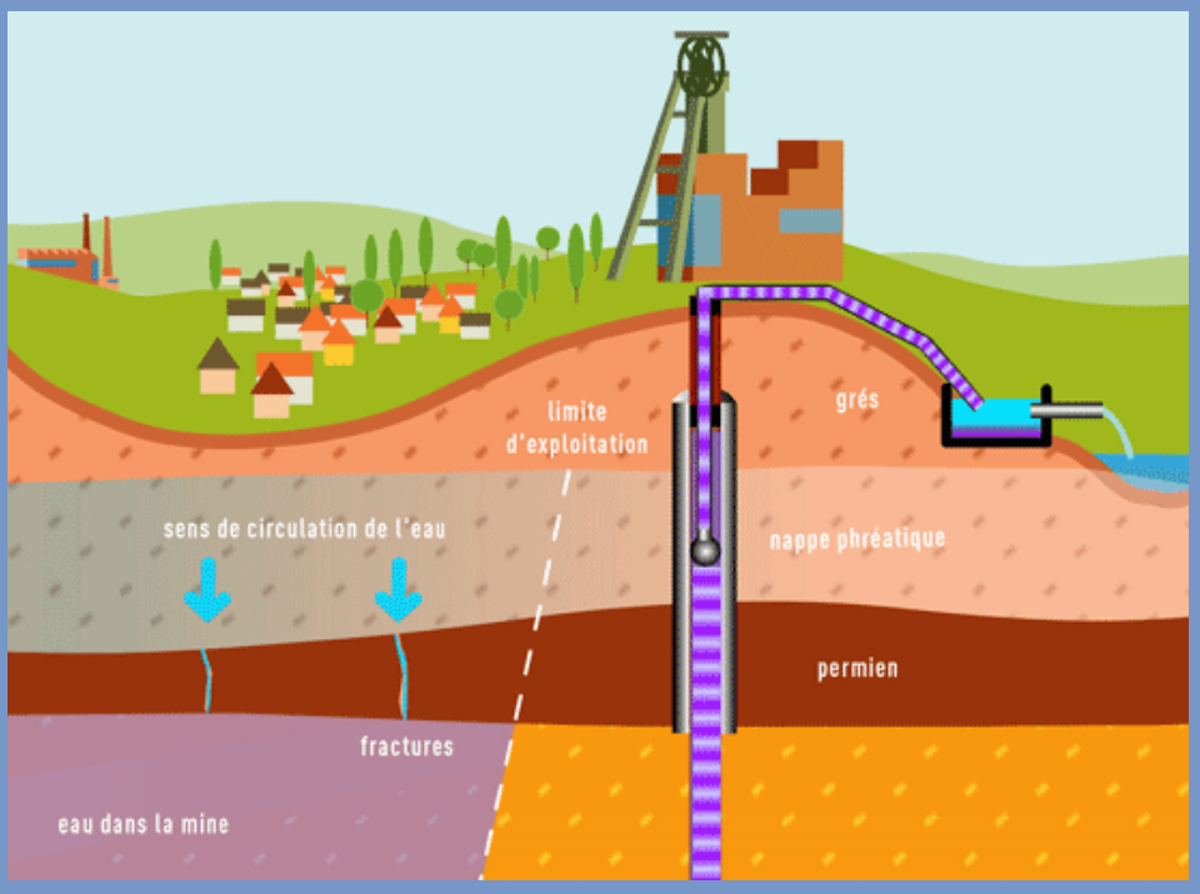 grés
limite
d'exploitation
sens de circulation de l'eau
nappe phréatique
permien
fractures
eau dans la mine